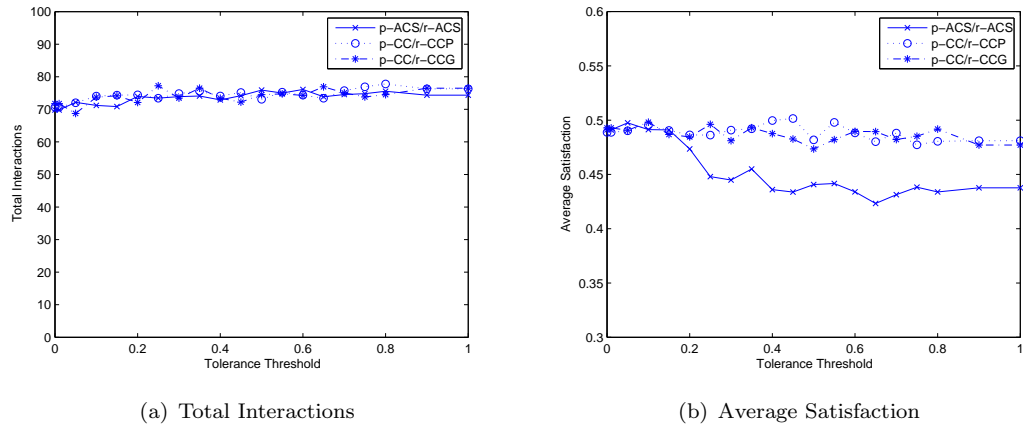 100
90
80
70
60
50
40
30
20
10
0
0 0.2 0.4 0.6 0.8 1
Total Interactions
Tolerance Threshold
p−ACS/r−ACS
p−CC/r−CCP
p−CC/r−CCG
(a) Total Interactions
0.6
0.55
0.5
0.45
0.4
0.35
0.3
0 0.2 0.4 0.6 0.8 1
Average Satisfaction
Tolerance Threshold
p−ACS/r−ACS
p−CC/r−CCP
p−CC/r−CCG
(b) Average Satisfaction